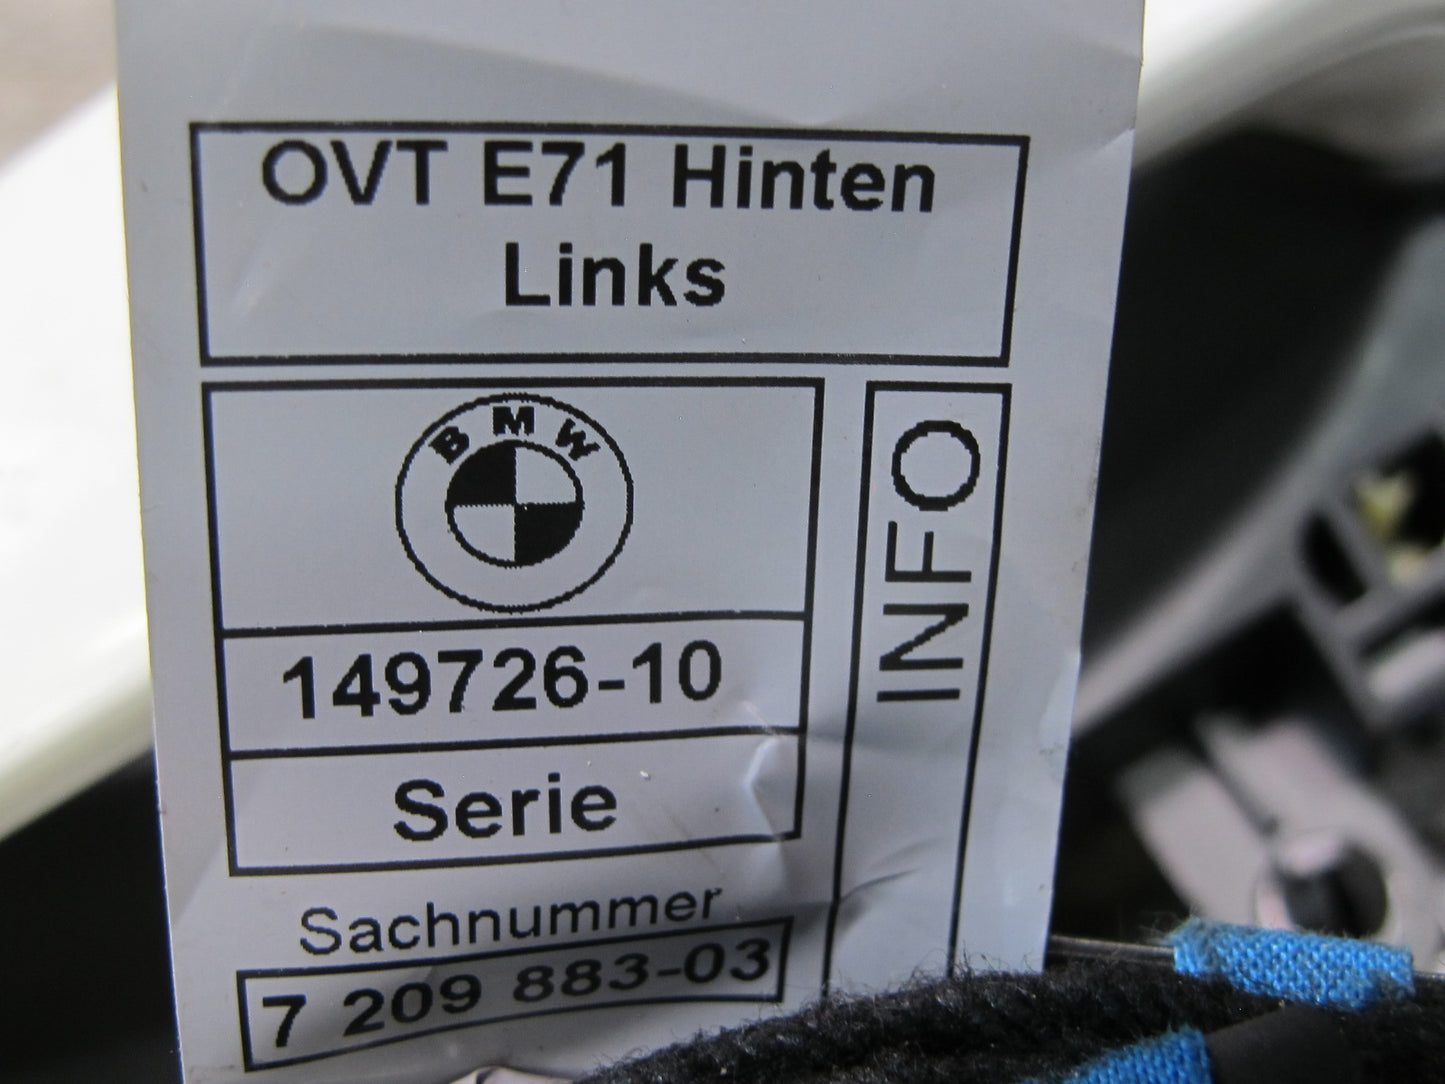 OVT E71 Hinten
Links
BMW
149726-10
Serie
INFO
Sachnummer
7 209 883-03